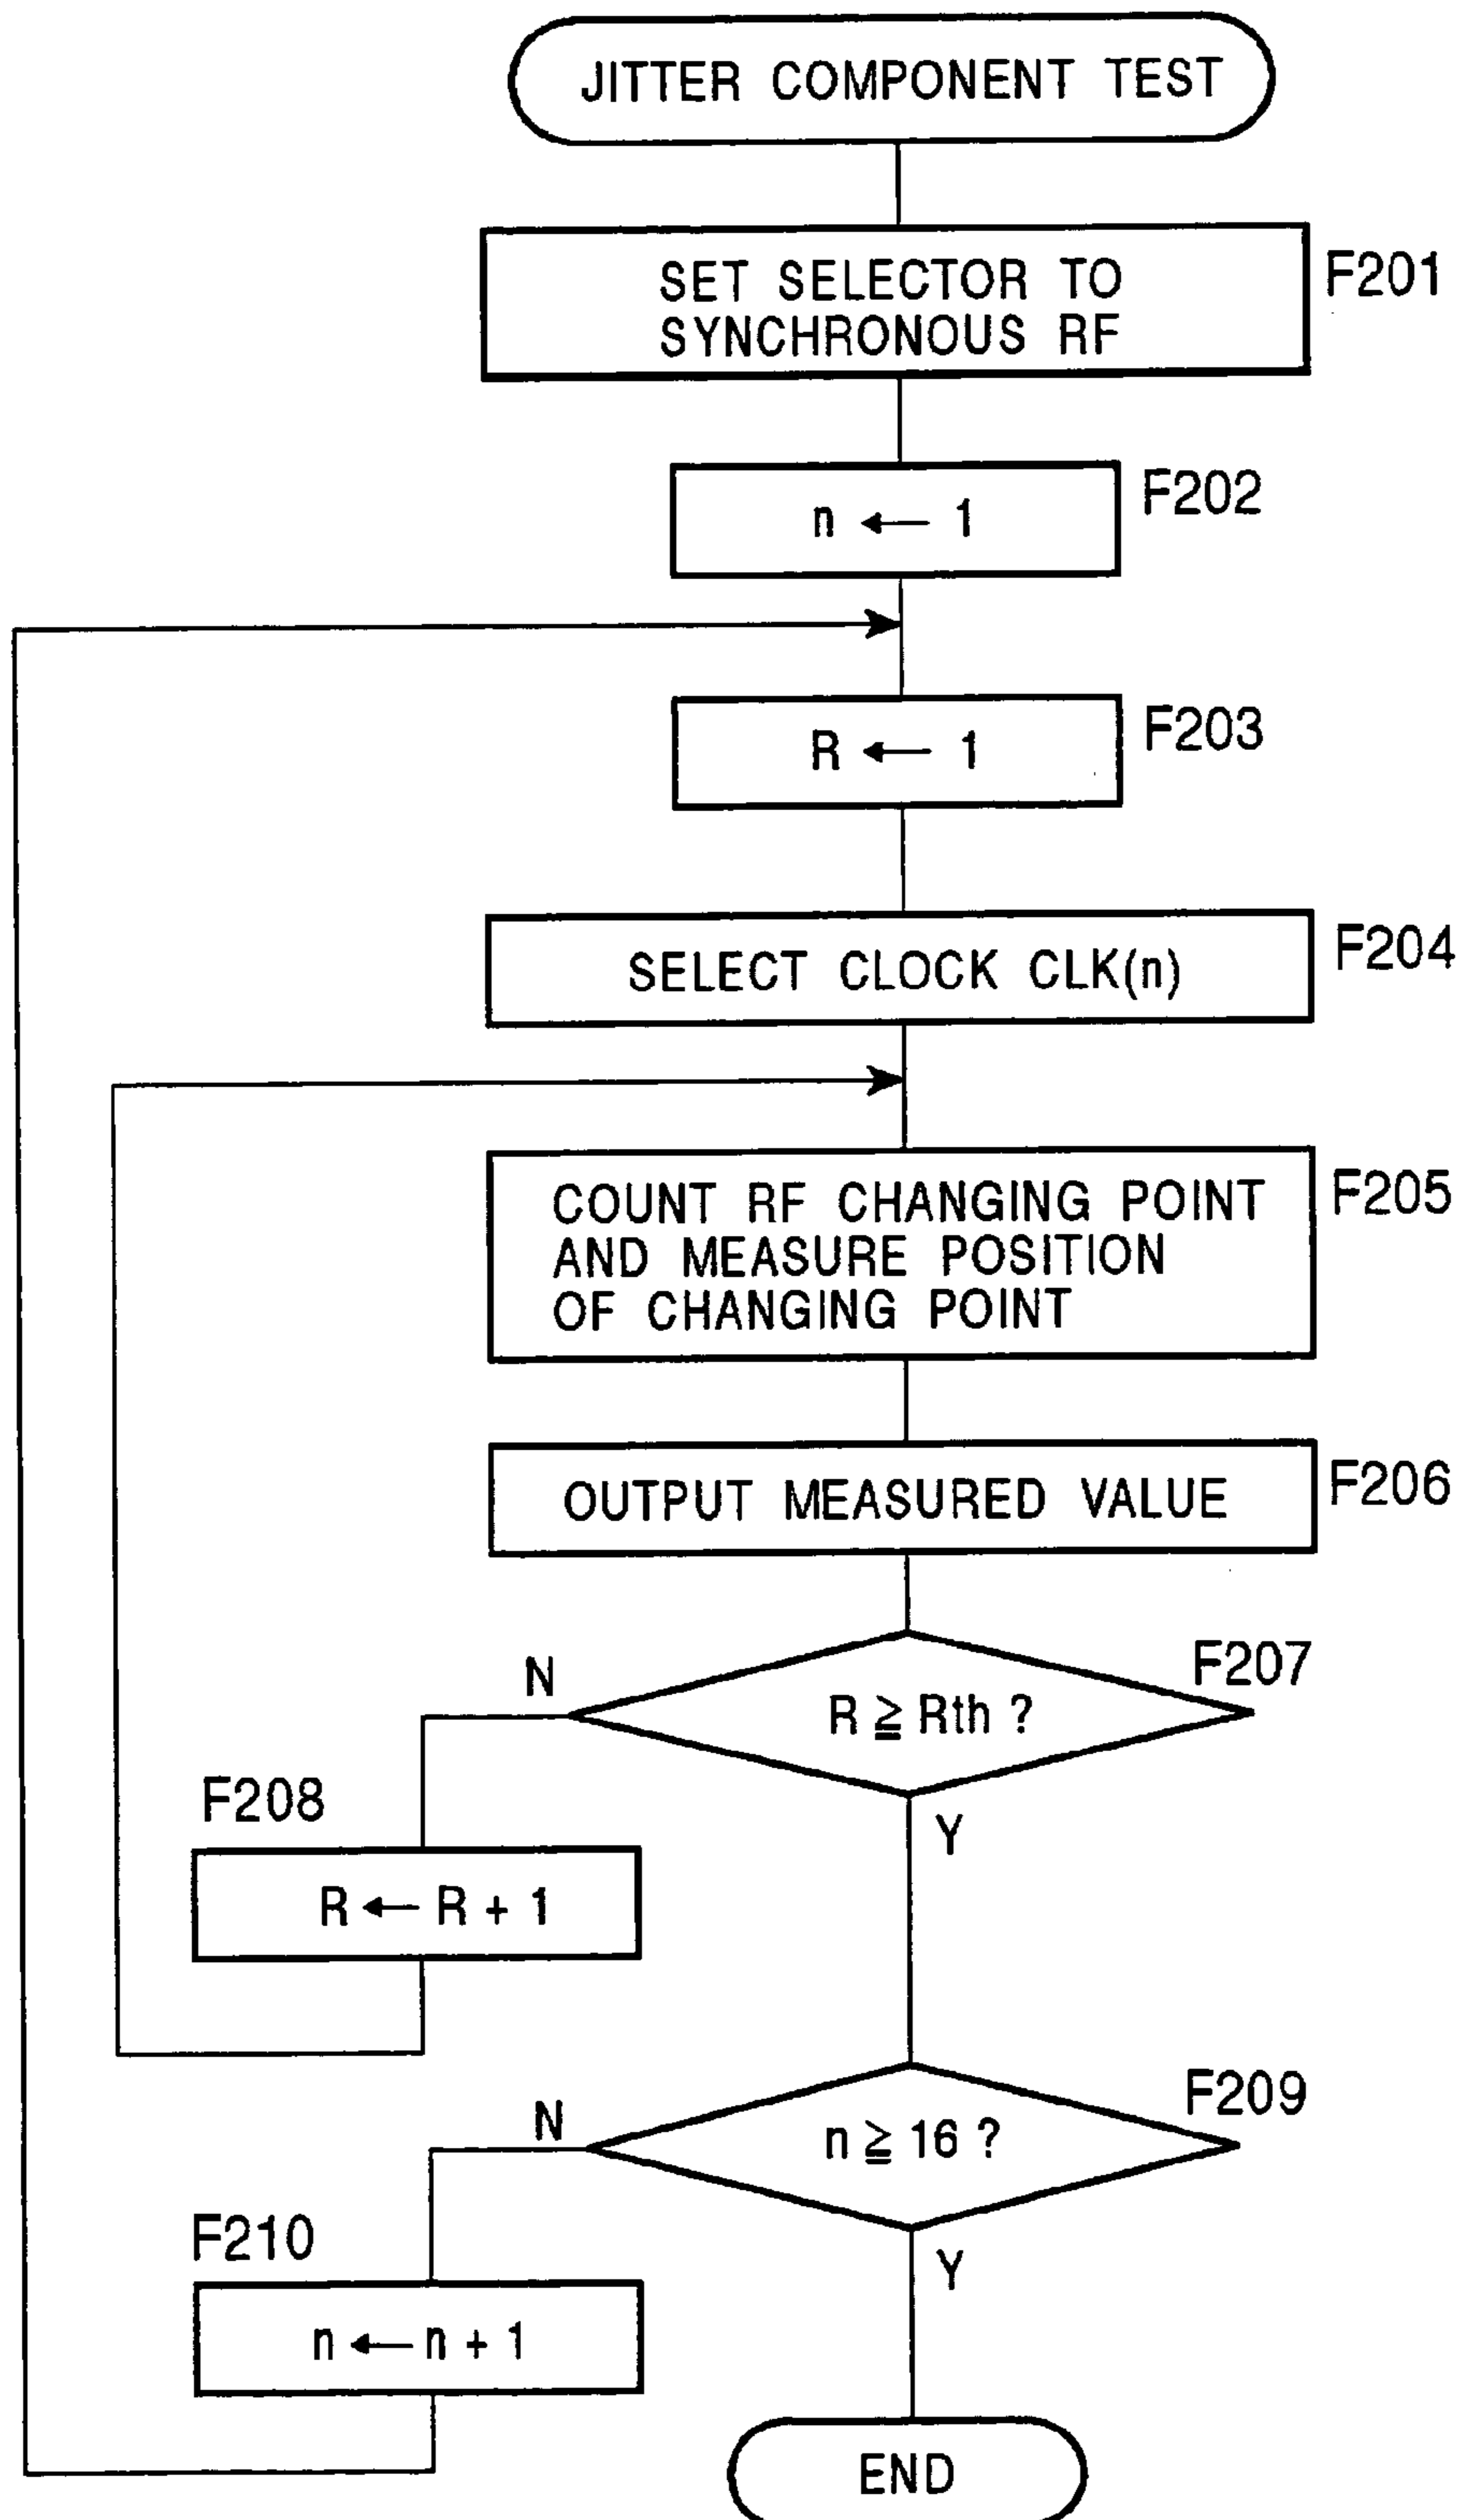 JITTER COMPONENT TEST
SET SELECTOR TO
SYNCHRONOUS RF
F201
n ← 1
F202
R ← 1
F203
SELECT CLOCK CLK(n)
F204
COUNT RF CHANGING POINT
AND MEASURE POSITION
OF CHANGING POINT
F205
OUTPUT MEASURED VALUE
F206
R ≧ Rth ?
F207
N
Y
F208
R ← R + 1
n ≧ 16 ?
F209
N
Y
F210
n ← n + 1
END